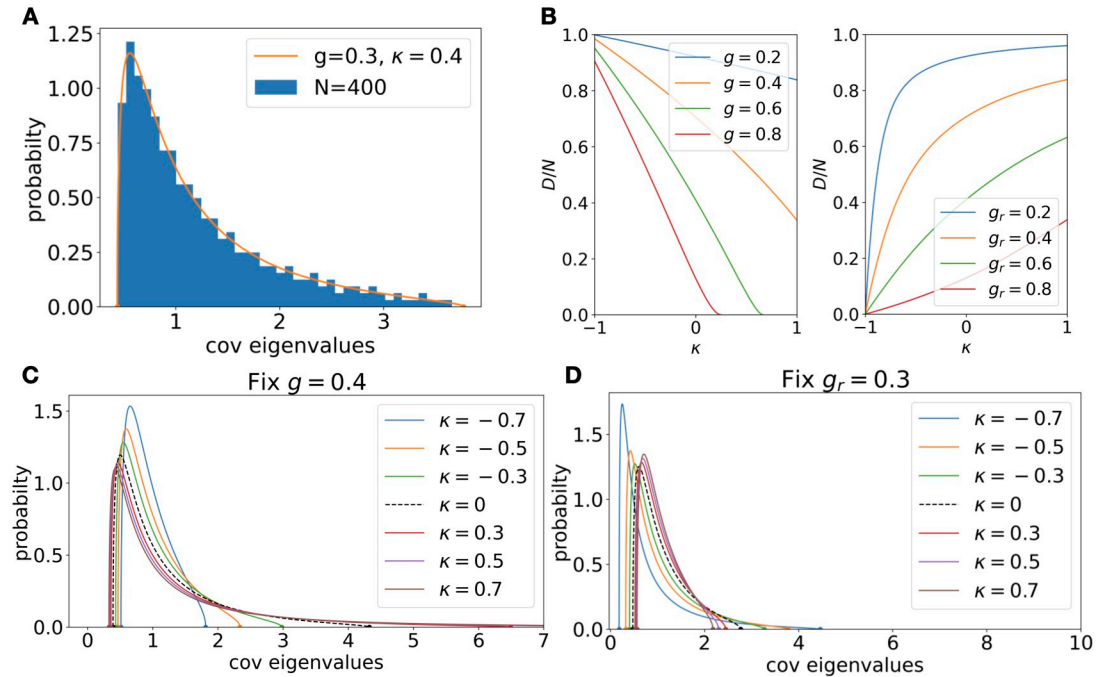 A
1.25
1.00
0.75
0.50
0.25
0.00
probabilty
1
2
3
cov eigenvalues
g=0.3, κ = 0.4
N=400
B
1.0
0.8
0.6
0.4
0.2
0.0
D/N
−1
0
1
κ
g = 0.2
g = 0.4
g = 0.6
g = 0.8
1.0
0.8
0.6
0.4
0.2
0.0
D/N
−1
0
1
κ
gᵣ = 0.2
gᵣ = 0.4
gᵣ = 0.6
gᵣ = 0.8
C
Fix g = 0.4
1.5
1.0
0.5
0.0
probabilty
0
1
2
3
4
5
6
7
cov eigenvalues
κ = − 0.7
κ = − 0.5
κ = − 0.3
κ = 0
κ = 0.3
κ = 0.5
κ = 0.7
D
Fix gᵣ = 0.3
1.5
1.0
0.5
0.0
probabilty
0
2
4
6
8
10
cov eigenvalues
κ = − 0.7
κ = − 0.5
κ = − 0.3
κ = 0
κ = 0.3
κ = 0.5
κ = 0.7